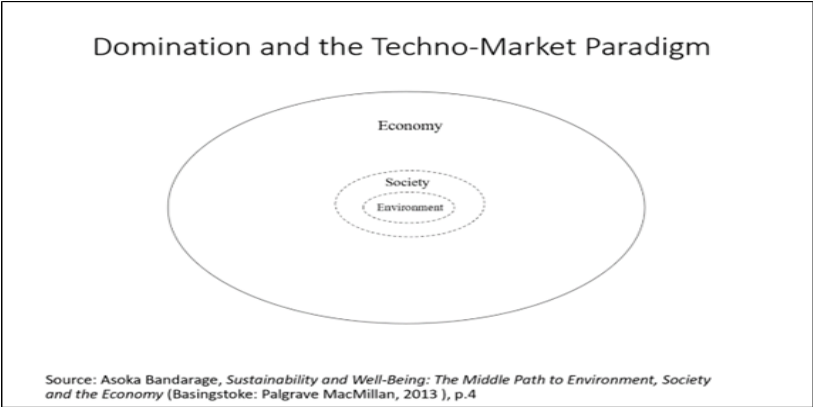 Domination and the Techno-Market Paradigm
Economy
Society
Environment
Source: Asoka Bandarage, Sustainability and Well-Being: The Middle Path to Environment, Society
and the Economy (Basingstoke: Palgrave MacMillan, 2013 ), p.4